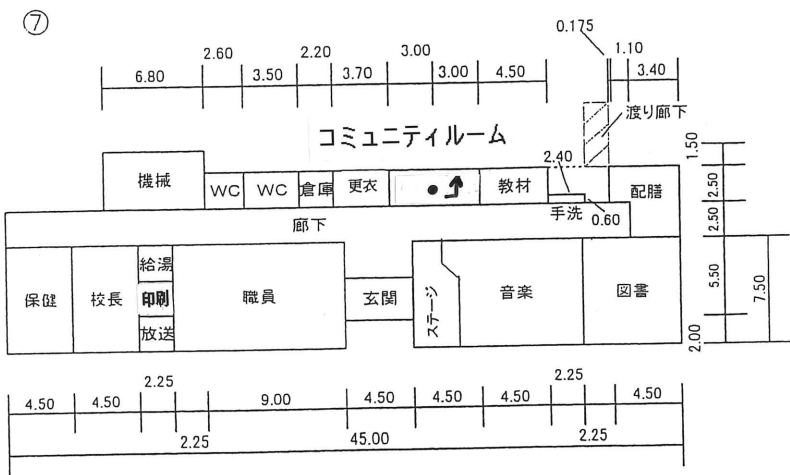 ⑦
0.175
2.60 2.20 3.00 1.10
6.80 3.50 3.70 3.00 4.50 3.40
渡り廊下
コミュニティルーム
1.50
機械 WC WC 倉庫 更衣 教材 2.40 配膳 2.50
手洗 0.60
廊下 2.50
保健 校長 給湯 職員 玄関 ステージ 音楽 図書 5.50 7.50
印刷
放送
2.00
2.25 2.25
4.50 4.50 9.00 4.50 4.50 4.50 4.50
2.25 45.00 2.25